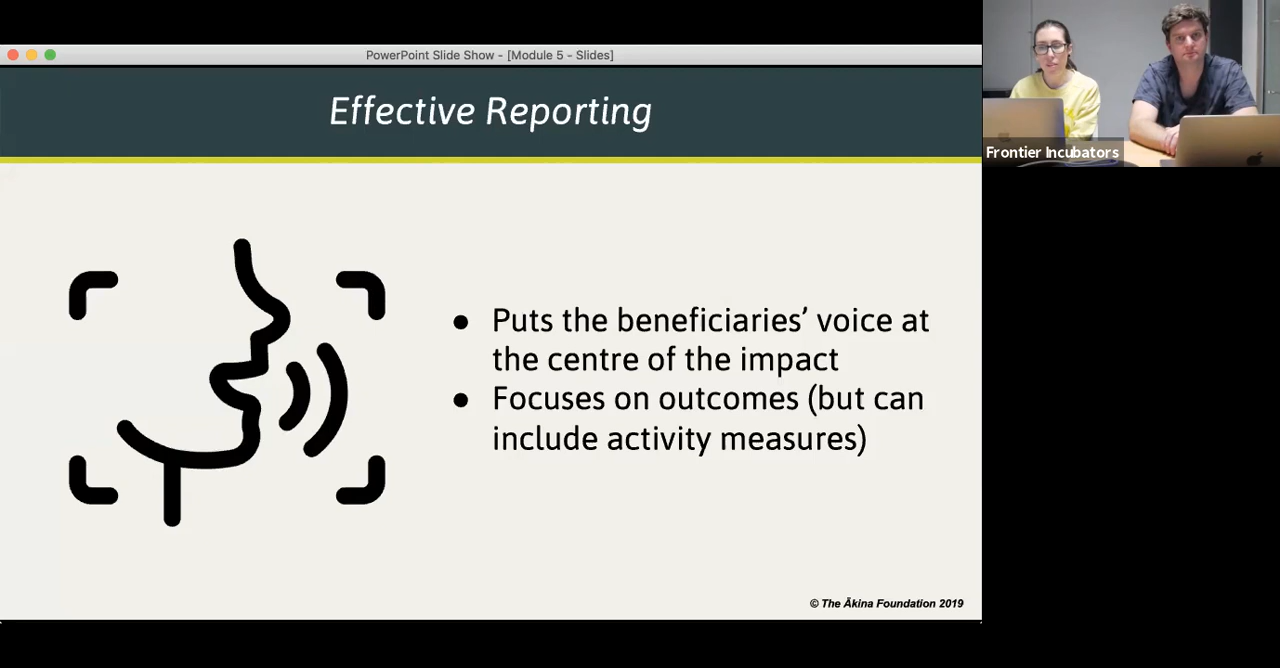 PowerPoint Slide Show - [Module 5 - Slides]
Effective Reporting
Frontier Incubators
● Puts the beneficiaries’ voice at
the centre of the impact
● Focuses on outcomes (but can
include activity measures)
© The Ākina Foundation 2019